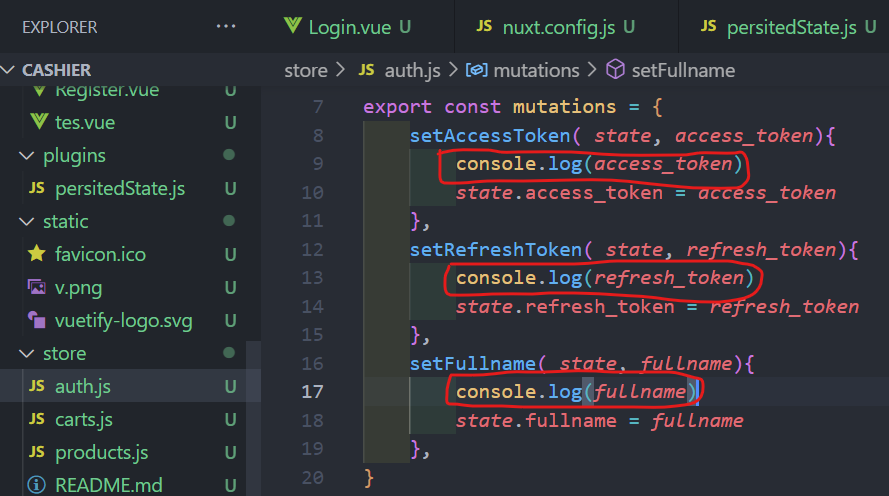 EXPLORER ...
Login.vue U
JS nuxt.config.js U
JS persitedState.js U
CASHIER
store > JS auth.js > mutations > setFullname
Register.vue U
tes.vue U
plugins
JS persitedState.js U
static
favicon.ico U
v.png U
vuetify-logo.svg U
store
JS auth.js U
JS carts.js U
JS products.js U
README.md U
7 export const mutations = {
8 setAccessToken( state, access_token){
9 console.log(access_token)
10 state.access_token = access_token
11 },
12 setRefreshToken( state, refresh_token){
13 console.log(refresh_token)
14 state.refresh_token = refresh_token
15 },
16 setFullname( state, fullname){
17 console.log(fullname)
18 state.fullname = fullname
19 },
20 }